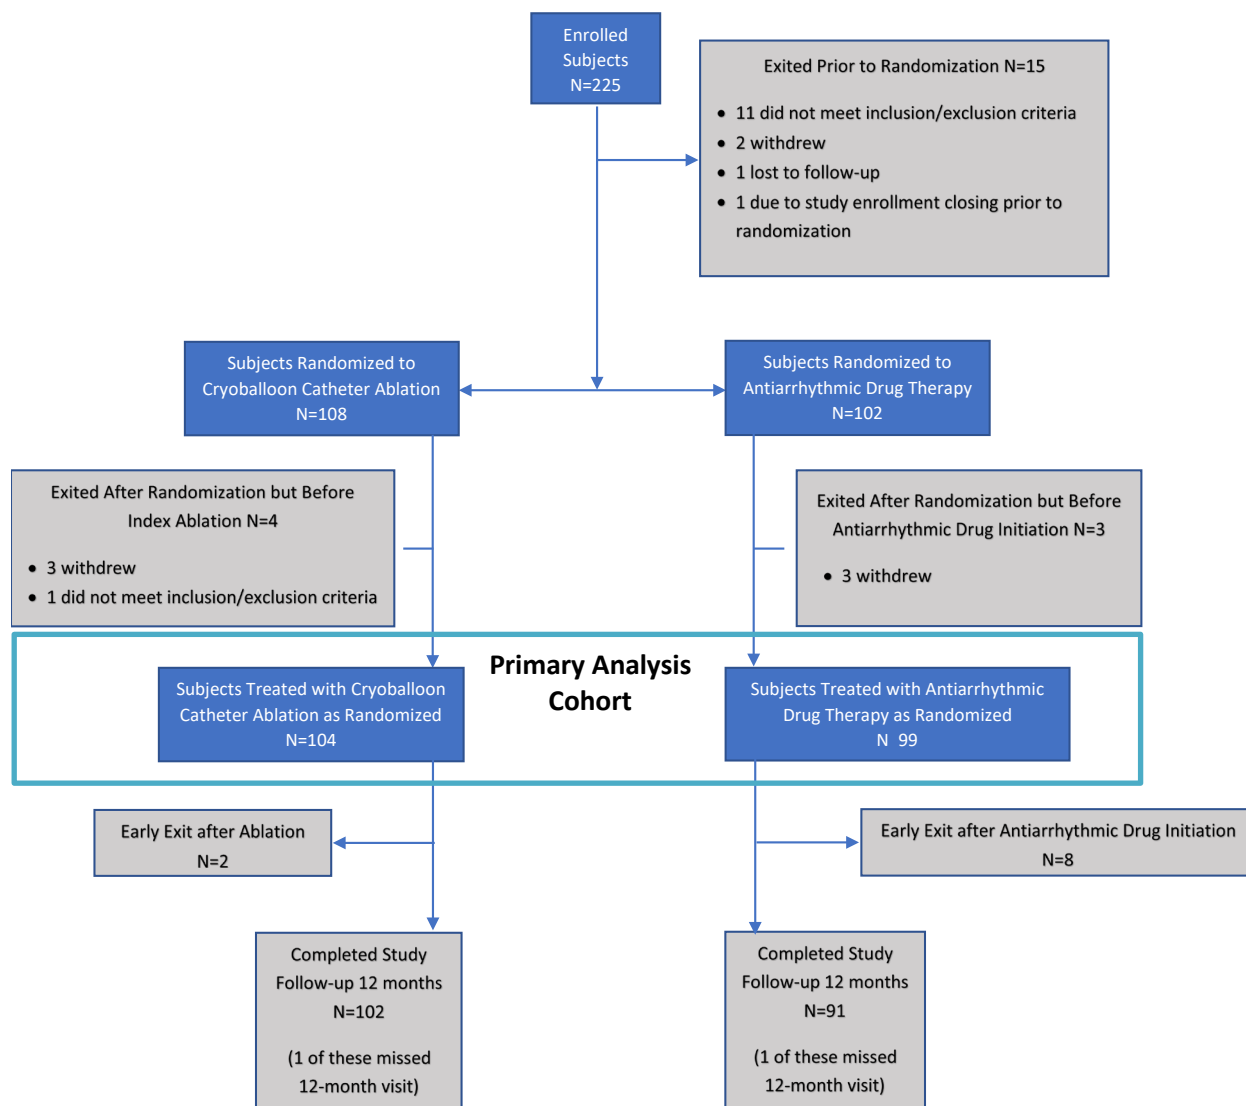 Enrolled
Subjects
N=225
Exited Prior to Randomization N=15
• 11 did not meet inclusion/exclusion criteria
• 2 withdrew
• 1 lost to follow-up
• 1 due to study enrollment closing prior to
randomization
Subjects Randomized to
Cryoballoon Catheter Ablation
N=108
Subjects Randomized to
Antiarrhythmic Drug Therapy
N=102
Exited After Randomization but Before
Index Ablation N=4
• 3 withdrew
• 1 did not meet inclusion/exclusion criteria
Exited After Randomization but Before
Antiarrhythmic Drug Initiation N=3
• 3 withdrew
Primary Analysis
Cohort
Subjects Treated with Cryoballoon
Catheter Ablation as Randomized
N=104
Subjects Treated with Antiarrhythmic
Drug Therapy as Randomized
N 99
Early Exit after Ablation
N=2
Early Exit after Antiarrhythmic Drug Initiation
N=8
Completed Study
Follow-up 12 months
N=102
(1 of these missed
12-month visit)
Completed Study
Follow-up 12 months
N=91
(1 of these missed
12-month visit)